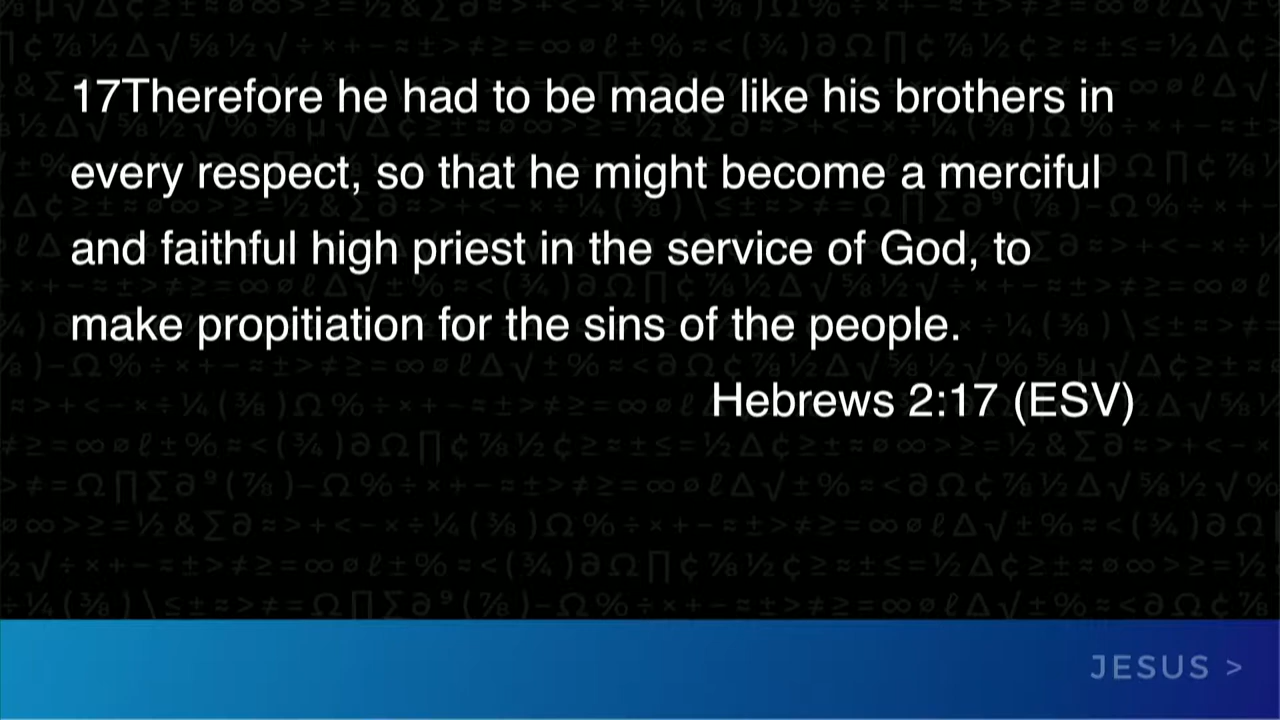 17Therefore he had to be made like his brothers in
every respect, so that he might become a merciful
and faithful high priest in the service of God, to
make propitiation for the sins of the people.
Hebrews 2:17 (ESV)
JESUS >